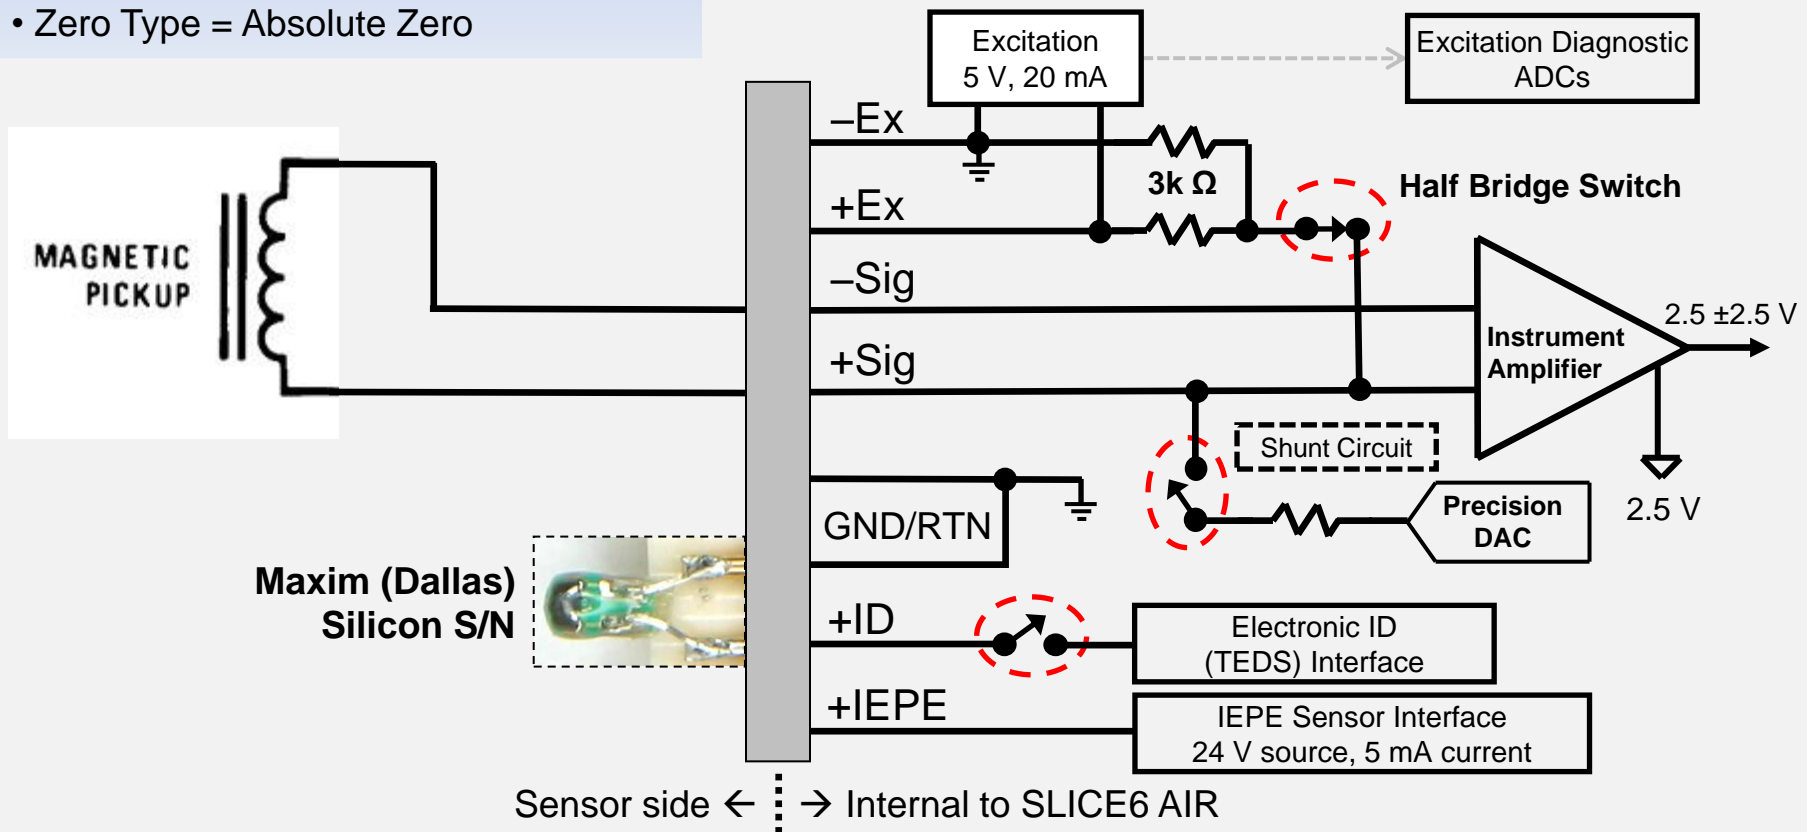 • Zero Type = Absolute Zero
Excitation
5 V, 20 mA
Excitation Diagnostic
ADCs
–Ex
3k Ω
Half Bridge Switch
+Ex
MAGNETIC
PICKUP
–Sig
2.5 ±2.5 V
Instrument
Amplifier
+Sig
Shunt Circuit
Precision
DAC
2.5 V
GND/RTN
Maxim (Dallas)
Silicon S/N
+ID
Electronic ID
(TEDS) Interface
+IEPE
IEPE Sensor Interface
24 V source, 5 mA current
Sensor side ← → Internal to SLICE6 AIR